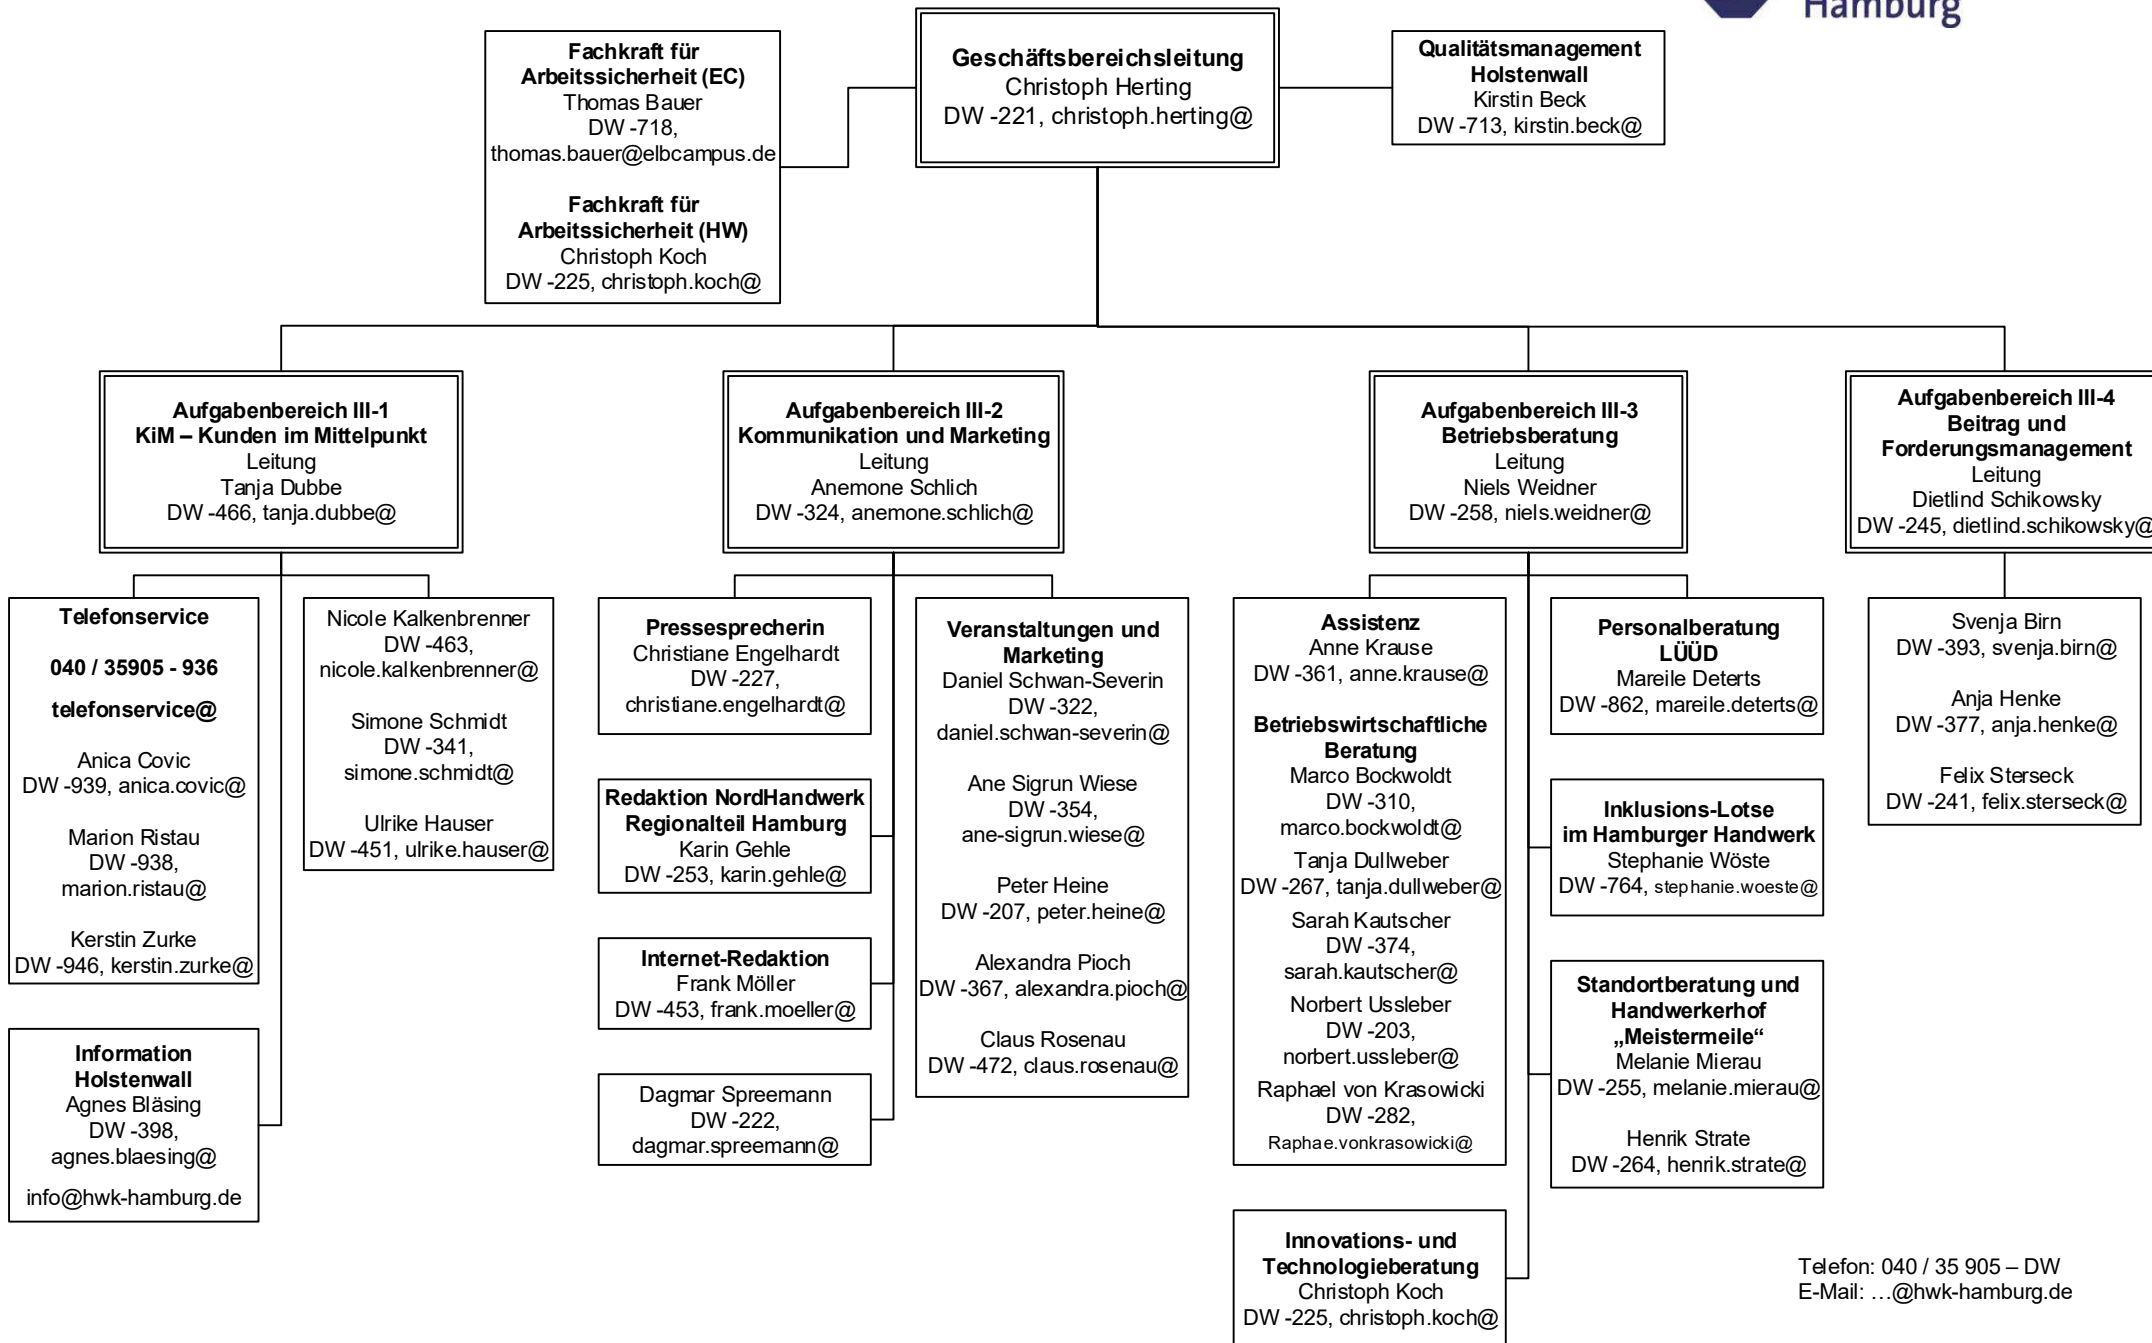 Hamburg
Fachkraft für
Arbeitssicherheit (EC)
Thomas Bauer
DW -718,
thomas.bauer@elbcampus.de
Fachkraft für
Arbeitssicherheit (HW)
Christoph Koch
DW -225, christoph.koch@
Geschäftsbereichsleitung
Christoph Herting
DW -221, christoph.herting@
Qualitätsmanagement
Holstenwall
Kirstin Beck
DW -713, kirstin.beck@
Aufgabenbereich III-1
KiM – Kunden im Mittelpunkt
Leitung
Tanja Dubbe
DW -466, tanja.dubbe@
Aufgabenbereich III-2
Kommunikation und Marketing
Leitung
Anemone Schlich
DW -324, anemone.schlich@
Aufgabenbereich III-3
Betriebsberatung
Leitung
Niels Weidner
DW -258, niels.weidner@
Aufgabenbereich III-4
Beitrag und
Forderungsmanagement
Leitung
Dietlind Schikowsky
DW -245, dietlind.schikowsky@
Telefonservice
040 / 35905 - 936
telefonservice@
Anica Covic
DW -939, anica.covic@
Marion Ristau
DW -938,
marion.ristau@
Kerstin Zurke
DW -946, kerstin.zurke@
Nicole Kalkenbrenner
DW -463,
nicole.kalkenbrenner@
Simone Schmidt
DW -341,
simone.schmidt@
Ulrike Hauser
DW -451, ulrike.hauser@
Information
Holstenwall
Agnes Bläsing
DW -398,
agnes.blaesing@
info@hwk-hamburg.de
Pressesprecherin
Christiane Engelhardt
DW -227,
christiane.engelhardt@
Redaktion NordHandwerk
Regionalteil Hamburg
Karin Gehle
DW -253, karin.gehle@
Internet-Redaktion
Frank Möller
DW -453, frank.moeller@
Dagmar Spreemann
DW -222,
dagmar.spreemann@
Veranstaltungen und
Marketing
Daniel Schwan-Severin
DW -322,
daniel.schwan-severin@
Ane Sigrun Wiese
DW -354,
ane-sigrun.wiese@
Peter Heine
DW -207, peter.heine@
Alexandra Pioch
DW -367, alexandra.pioch@
Claus Rosenau
DW -472, claus.rosenau@
Assistenz
Anne Krause
DW -361, anne.krause@
Betriebswirtschaftliche
Beratung
Marco Bockwoldt
DW -310,
marco.bockwoldt@
Tanja Dullweber
DW -267, tanja.dullweber@
Sarah Kautscher
DW -374,
sarah.kautscher@
Norbert Ussleber
DW -203,
norbert.ussleber@
Raphael von Krasowicki
DW -282,
Raphae.vonkrasowicki@
Innovations- und
Technologieberatung
Christoph Koch
DW -225, christoph.koch@
Personalberatung
LÜÜD
Mareile Deterts
DW -862, mareile.deterts@
Inklusions-Lotse
im Hamburger Handwerk
Stephanie Wöste
DW -764, stephanie.woeste@
Standortberatung und
Handwerkerhof
„Meistermeile“
Melanie Mierau
DW -255, melanie.mierau@
Henrik Strate
DW -264, henrik.strate@
Svenja Birn
DW -393, svenja.birn@
Anja Henke
DW -377, anja.henke@
Felix Sterseck
DW -241, felix.sterseck@
Telefon: 040 / 35 905 – DW
E-Mail: …@hwk-hamburg.de